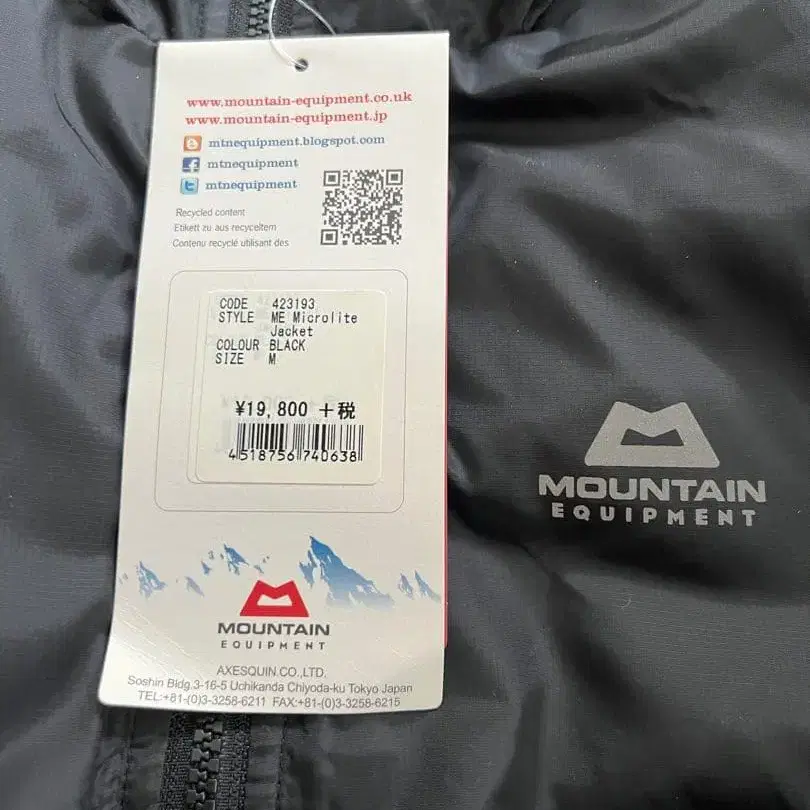 www.mountain-equipment.co.uk
www.mountain-equipment.jp
mtnequipment.blogspot.com
mtnequipment
mtnequipment
Recycled content
Etikett zu aus recyceltem
Contenu recyclé utilisant des
CODE 423193
STYLE ME Microlite
Jacket
COLOUR BLACK
SIZE M
¥19,800 +税
4518756740638
MOUNTAIN
EQUIPMENT
AXESQUIN.CO.,LTD.
Soshin Bldg.3-16-5 Uchikanda Chiyoda-ku Tokyo Japan
TEL:+81-(0)3-3258-6211 FAX:+81-(0)3-3258-6215
MOUNTAIN
EQUIPMENT